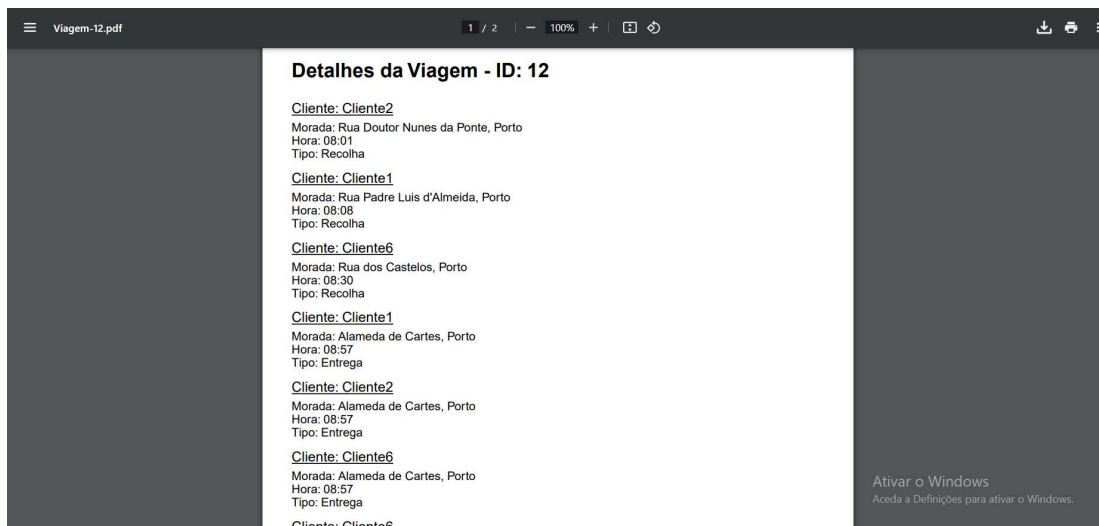 Viagem-12.pdf
1 / 2
100%
Detalhes da Viagem - ID: 12
Cliente: Cliente2
Morada: Rua Doutor Nunes da Ponte, Porto
Hora: 08:01
Tipo: Recolha
Cliente: Cliente1
Morada: Rua Padre Luis d'Almeida, Porto
Hora: 08:08
Tipo: Recolha
Cliente: Cliente6
Morada: Rua dos Castelos, Porto
Hora: 08:30
Tipo: Recolha
Cliente: Cliente1
Morada: Alameda de Cartes, Porto
Hora: 08:57
Tipo: Entrega
Cliente: Cliente2
Morada: Alameda de Cartes, Porto
Hora: 08:57
Tipo: Entrega
Cliente: Cliente6
Morada: Alameda de Cartes, Porto
Hora: 08:57
Tipo: Entrega
Cliente: Cliente6
Ativar o Windows
Aceda a Definições para ativar o Windows.